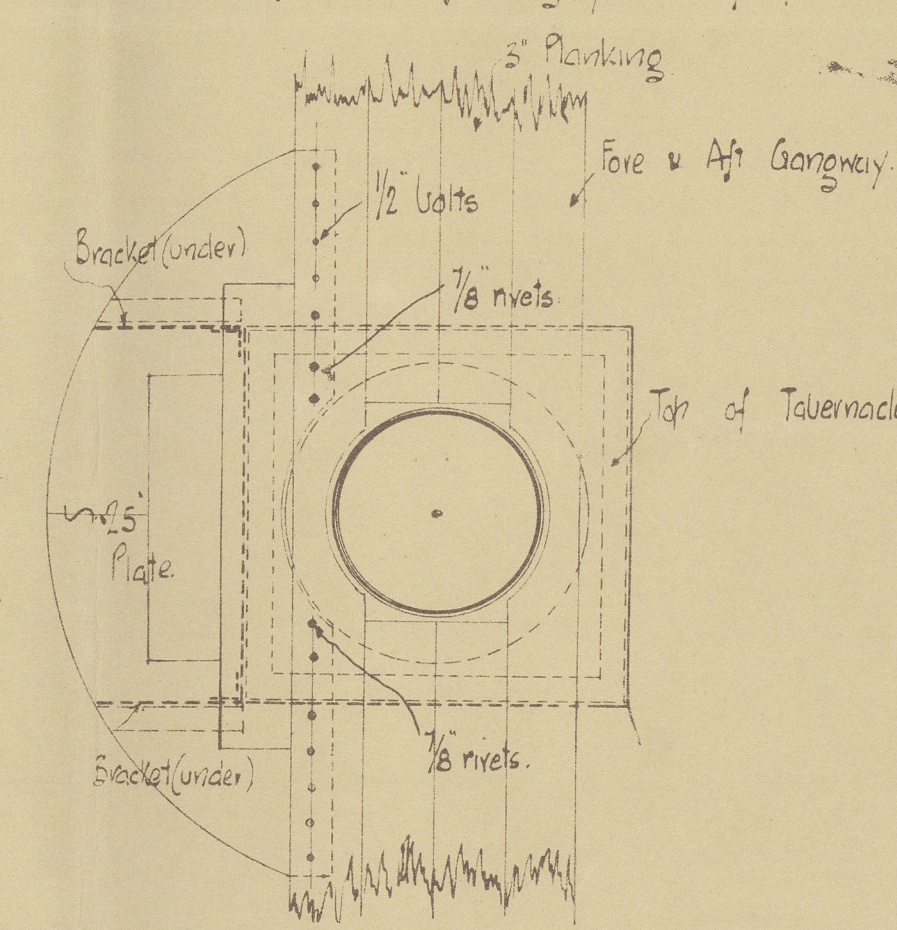 3" Planking
Fore & Aft Gangway.
1/2" bolts
Bracket (under)
7/8" rivets.
Top of Tabernacle
.25"
Plate.
7/8" rivets.
Bracket (under)